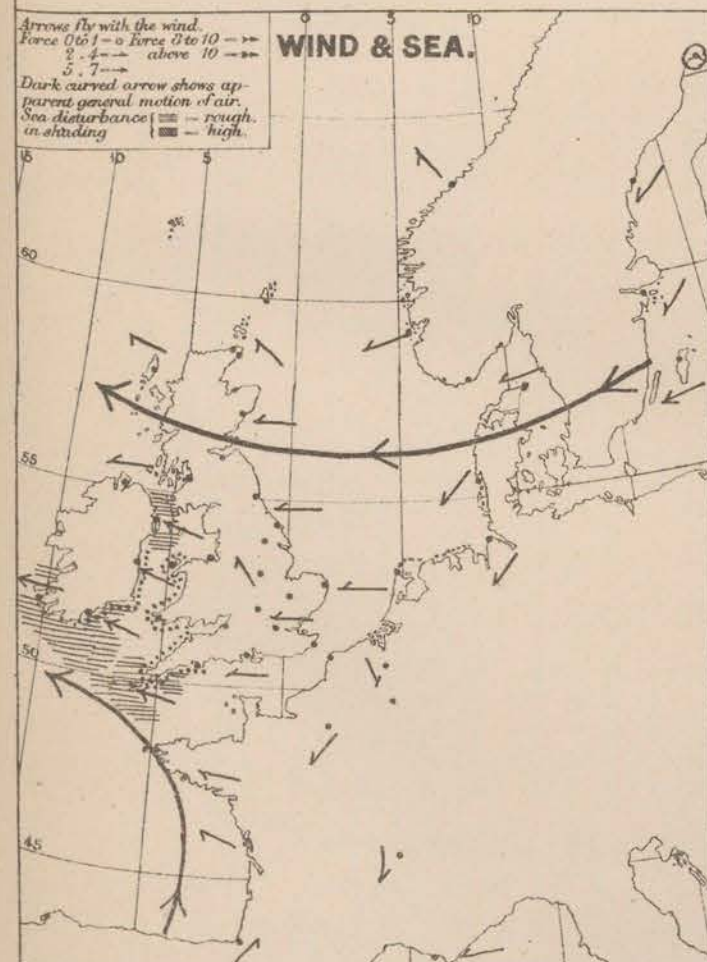 WIND & SEA.
Arrows fly with the wind.
Force 0 to 1 — o Force 8 to 10 —
2 . 4 — above 10 —
5 . 7 —
Dark curved arrow shows ap-
parent general motion of air.
Sea disturbance { — rough.
in shading { — high.
0 5 10
15 10 5
60
55
50
45